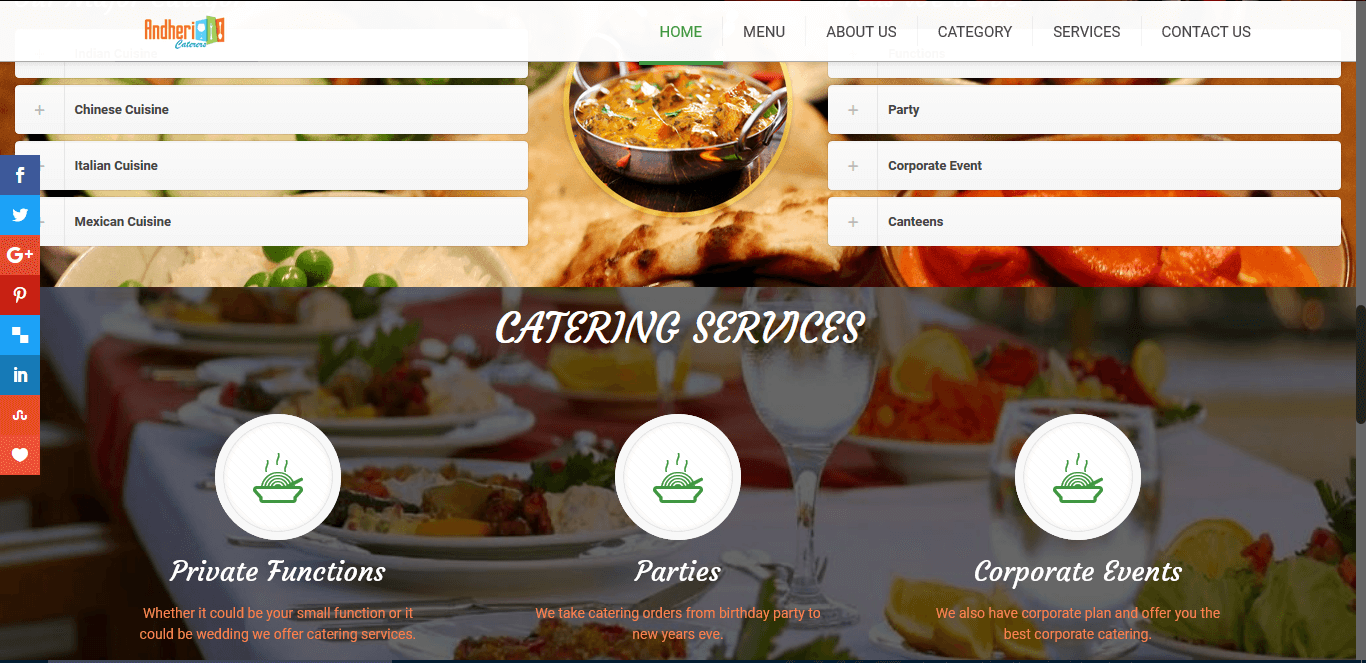 Andheri
Caterers
HOME
MENU
ABOUT US
CATEGORY
SERVICES
CONTACT US
Indian Cuisine
Functions
+ Chinese Cuisine
+ Party
Italian Cuisine
+ Corporate Event
Mexican Cuisine
+ Canteens
f
G+
in
CATERING SERVICES
Private Functions
Whether it could be your small function or it
could be wedding we offer catering services.
Parties
We take catering orders from birthday party to
new years eve.
Corporate Events
We also have corporate plan and offer you the
best corporate catering.